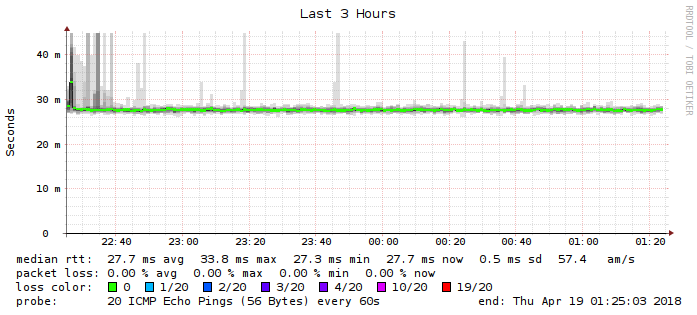 Last 3 Hours
RRDTOOL / TOBI OETIKER
Seconds
40 m
30 m
20 m
10 m
0
22:40 23:00 23:20 23:40 00:00 00:20 00:40 01:00 01:20
median rtt: 27.7 ms avg 33.8 ms max 27.3 ms min 27.7 ms now 0.5 ms sd 57.4 am/s
packet loss: 0.00 % avg 0.00 % max 0.00 % min 0.00 % now
loss color: 0 1/20 2/20 3/20 4/20 10/20 19/20
probe: 20 ICMP Echo Pings (56 Bytes) every 60s end: Thu Apr 19 01:25:03 2018